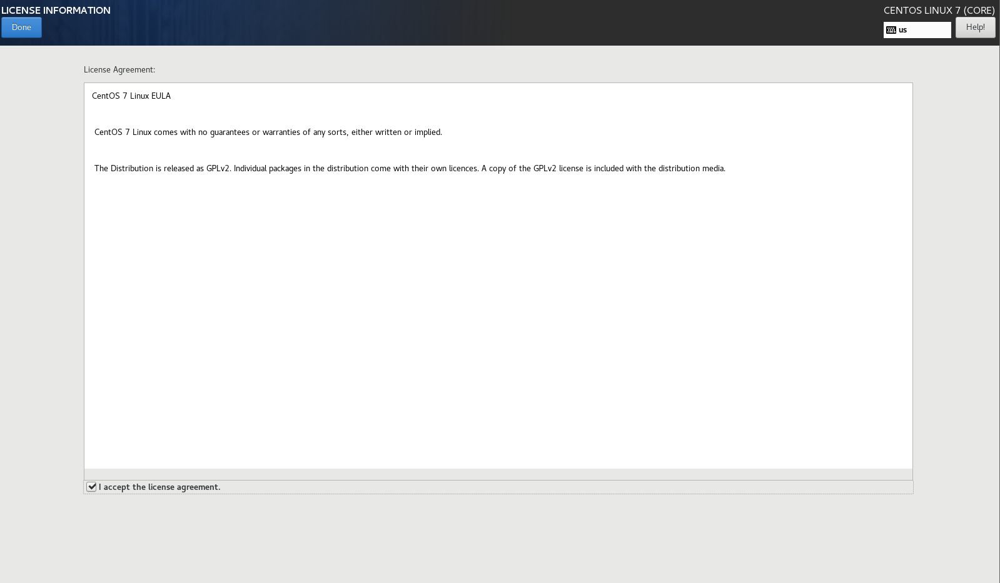 LICENSE INFORMATION
CENTOS LINUX 7 (CORE)
Done
us
Help!
License Agreement:
CentOS 7 Linux EULA
CentOS 7 Linux comes with no guarantees or warranties of any sorts, either written or implied.
The Distribution is released as GPLv2. Individual packages in the distribution come with their own licences. A copy of the GPLv2 license is included with the distribution media.
I accept the license agreement.